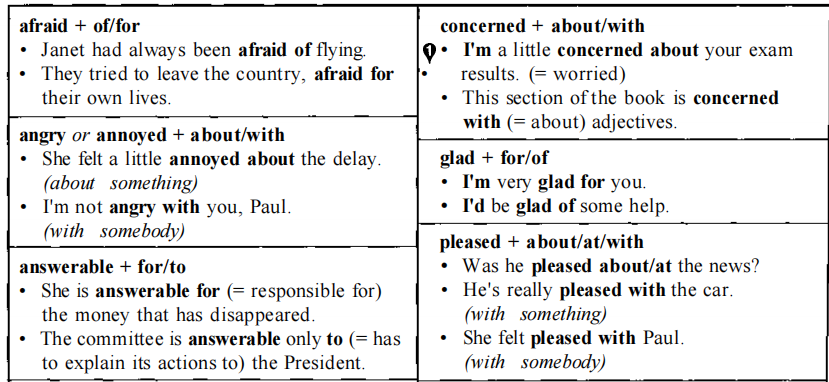 afraid + of/for
• Janet had always been afraid of flying.
• They tried to leave the country, afraid for
their own lives.
angry or annoyed + about/with
• She felt a little annoyed about the delay.
(about something)
• I'm not angry with you, Paul.
(with somebody)
answerable + for/to
• She is answerable for (= responsible for)
the money that has disappeared.
• The committee is answerable only to (= has
to explain its actions to) the President.
concerned + about/with
1 • I'm a little concerned about your exam
results. (= worried)
• This section of the book is concerned
with (= about) adjectives.
glad + for/of
• I'm very glad for you.
• I'd be glad of some help.
pleased + about/at/with
• Was he pleased about/at the news?
• He's really pleased with the car.
(with something)
• She felt pleased with Paul.
(with somebody)